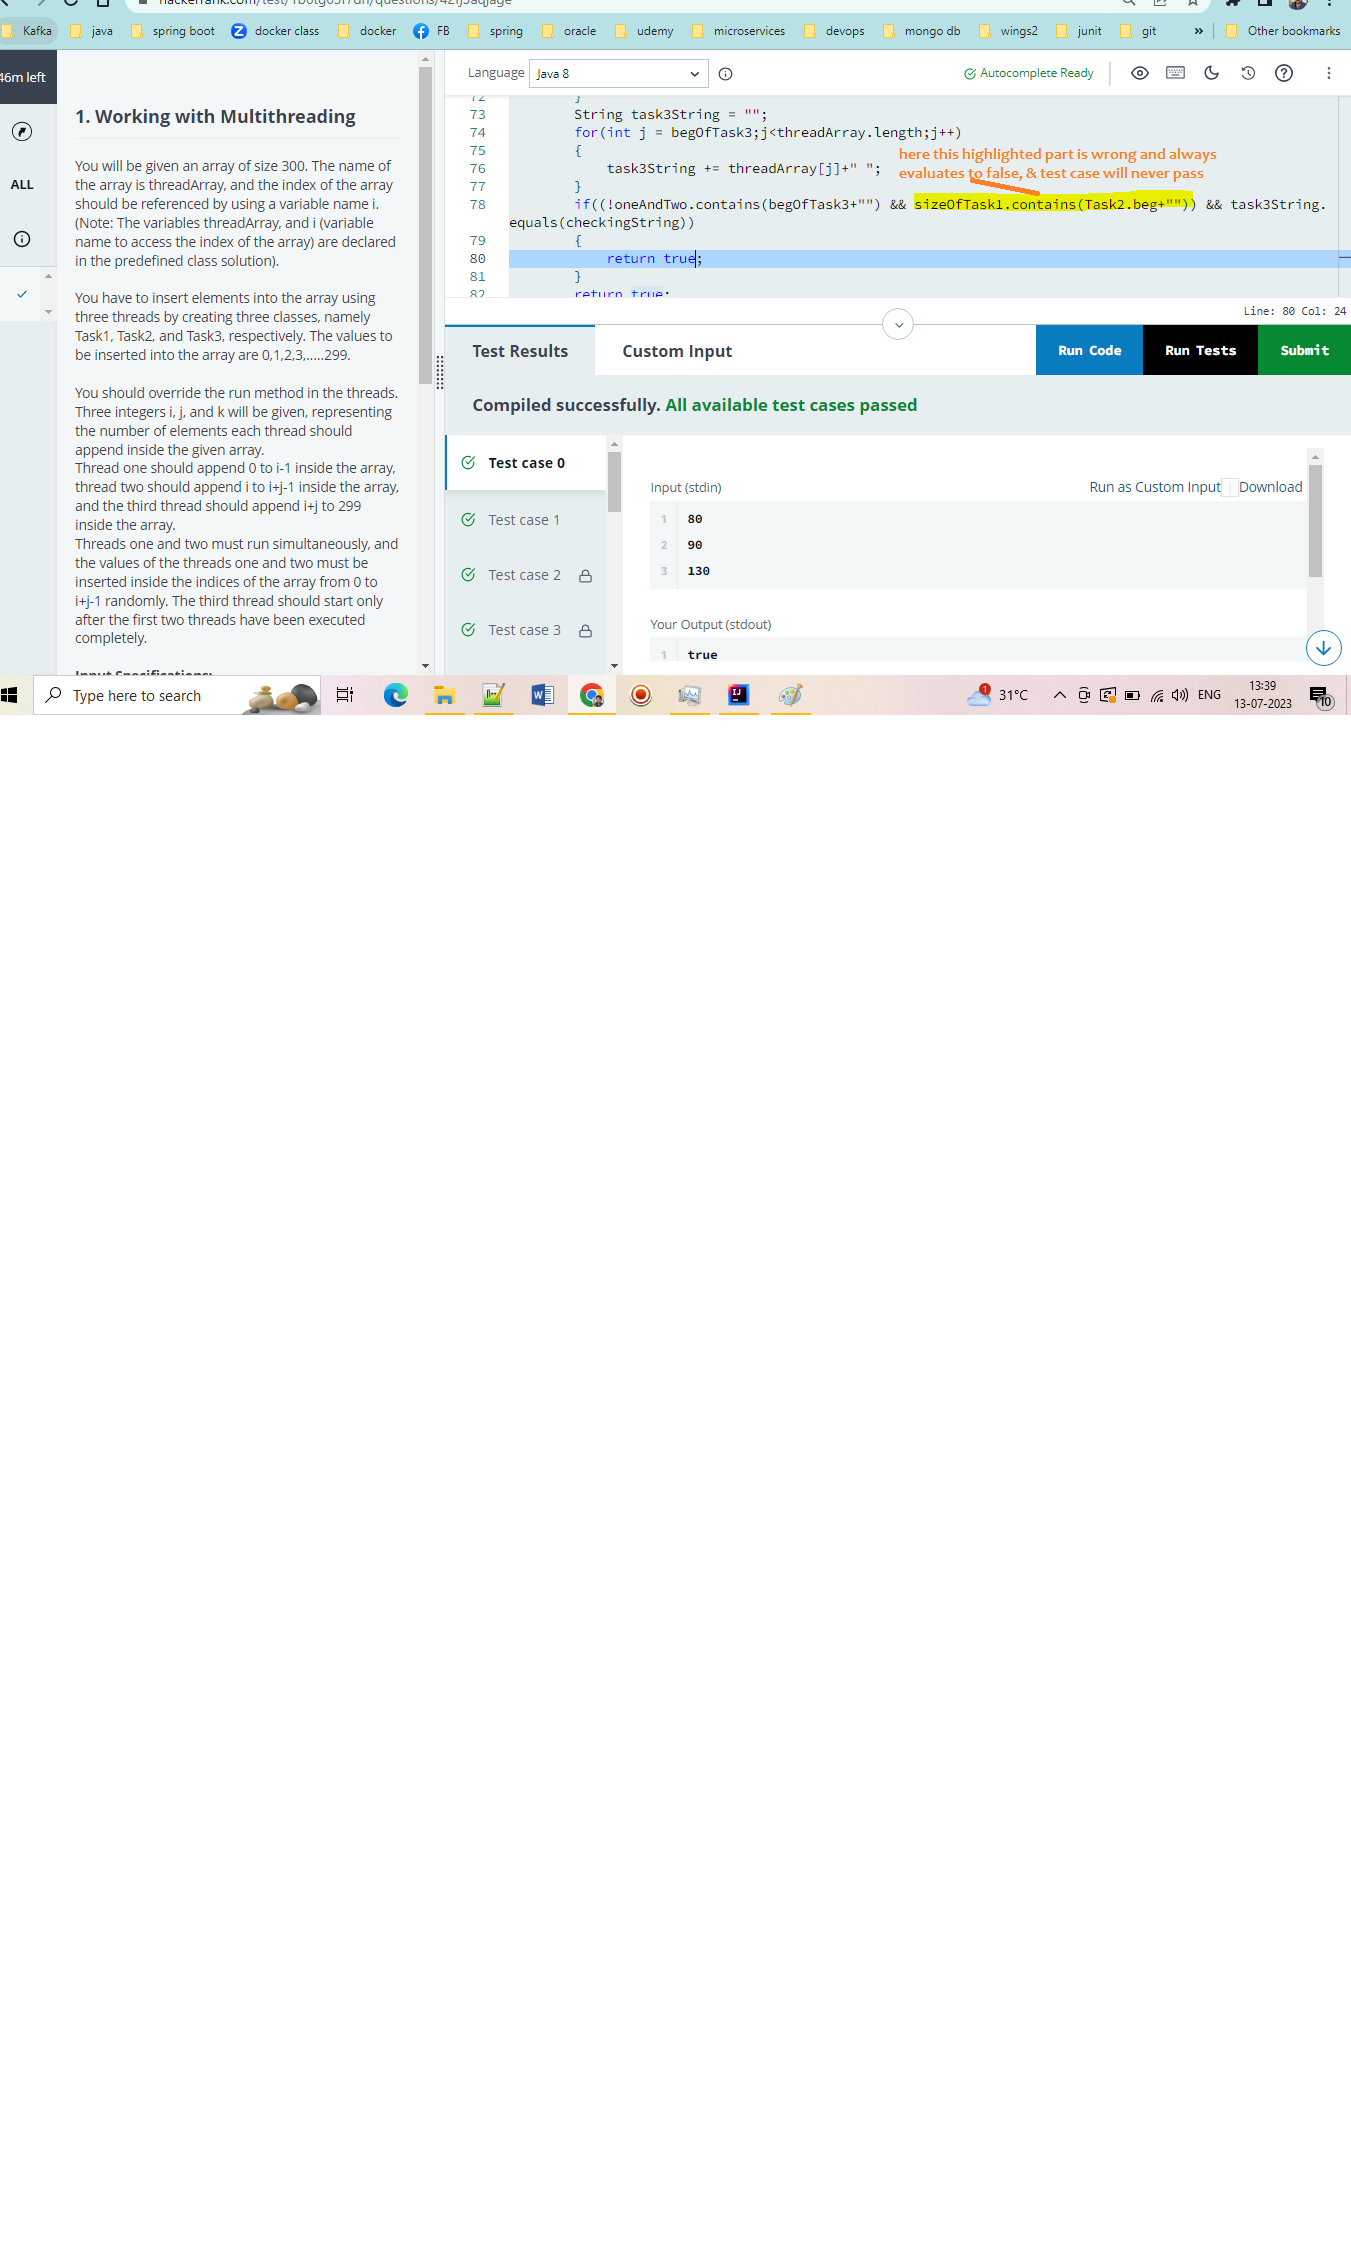 Kafka java spring boot docker class docker FB spring oracle udemy microservices devops mongo db wings2 junit git » Other bookmarks
46m left
ALL
1. Working with Multithreading
You will be given an array of size 300. The name of
the array is threadArray, and the index of the array
should be referenced by using a variable name i.
(Note: The variables threadArray, and i (variable
name to access the index of the array) are declared
in the predefined class solution).
You have to insert elements into the array using
three threads by creating three classes, namely
Task1, Task2, and Task3, respectively. The values to
be inserted into the array are 0,1,2,3,.....299.
You should override the run method in the threads.
Three integers i, j, and k will be given, representing
the number of elements each thread should
append inside the given array.
Thread one should append 0 to i-1 inside the array,
thread two should append i to i+j-1 inside the array,
and the third thread should append i+j to 299
inside the array.
Threads one and two must run simultaneously, and
the values of the threads one and two must be
inserted inside the indices of the array from 0 to
i+j-1 randomly. The third thread should start only
after the first two threads have been executed
completely.
Input Specifications:
Language Java 8 Autocomplete Ready
72 }
73 String task3String = "";
74 for(int j = begOfTask3;j<threadArray.length;j++)
75 {
here this highlighted part is wrong and always
evaluates to false, & test case will never pass
76 task3String += threadArray[j]+" ";
77 }
78 if((!oneAndTwo.contains(begOfTask3+"") && sizeOfTask1.contains(Task2.beg+"")) && task3String.
equals(checkingString))
79 {
80 return true;
81 }
82 return true;
Line: 80 Col: 24
Test Results Custom Input Run Code Run Tests Submit
Compiled successfully. All available test cases passed
Test case 0
Test case 1
Test case 2
Test case 3
Input (stdin) Run as Custom Input Download
1 80
2 90
3 130
Your Output (stdout)
1 true
Type here to search
1 31°C ENG 13:39
13-07-2023
10